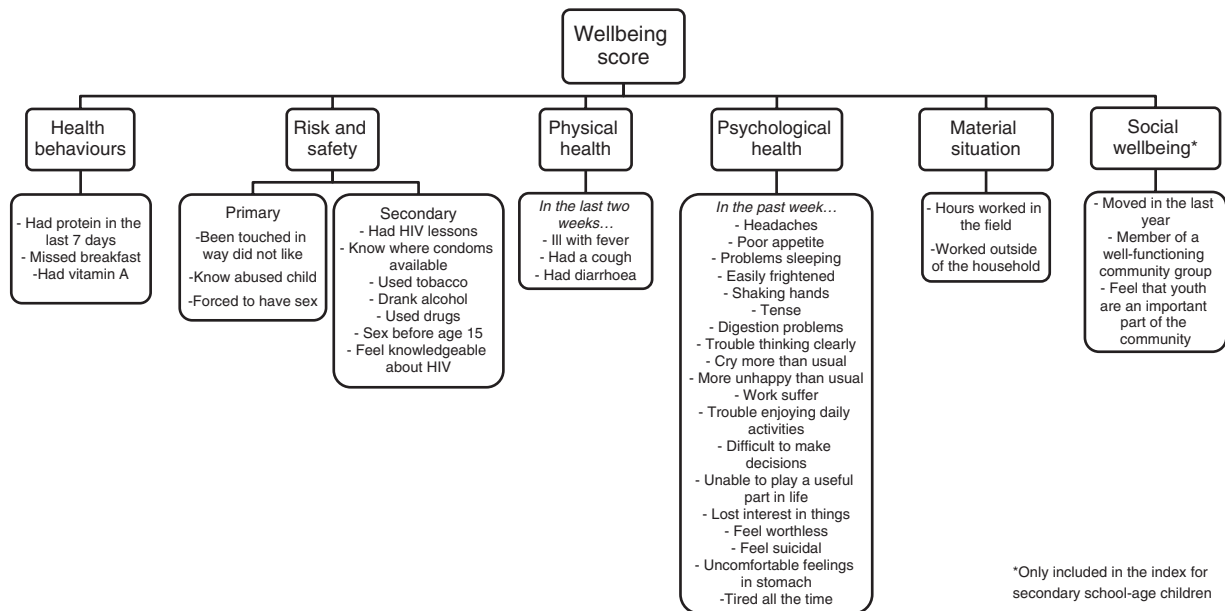 Wellbeing
score
Health
behaviours
Risk and
safety
Physical
health
Psychological
health
Material
situation
Social
wellbeing*
- Had protein in the
last 7 days
- Missed breakfast
-Had vitamin A
Primary
-Been touched in
way did not like
-Know abused child
-Forced to have sex
Secondary
- Had HIV lessons
- Know where condoms
available
- Used tobacco
- Drank alcohol
- Used drugs
- Sex before age 15
- Feel knowledgeable
about HIV
In the last two
weeks…
- Ill with fever
- Had a cough
- Had diarrhoea
In the past week…
- Headaches
- Poor appetite
- Problems sleeping
- Easily frightened
- Shaking hands
- Tense
- Digestion problems
- Trouble thinking clearly
- Cry more than usual
- More unhappy than usual
- Work suffer
- Trouble enjoying daily
activities
- Difficult to make
decisions
- Unable to play a useful
part in life
- Lost interest in things
- Feel worthless
- Feel suicidal
- Uncomfortable feelings
in stomach
-Tired all the time
- Hours worked in
the field
-Worked outside
of the household
- Moved in the last
year
- Member of a
well-functioning
community group
- Feel that youth
are an important
part of the
community
*Only included in the index for
secondary school-age children